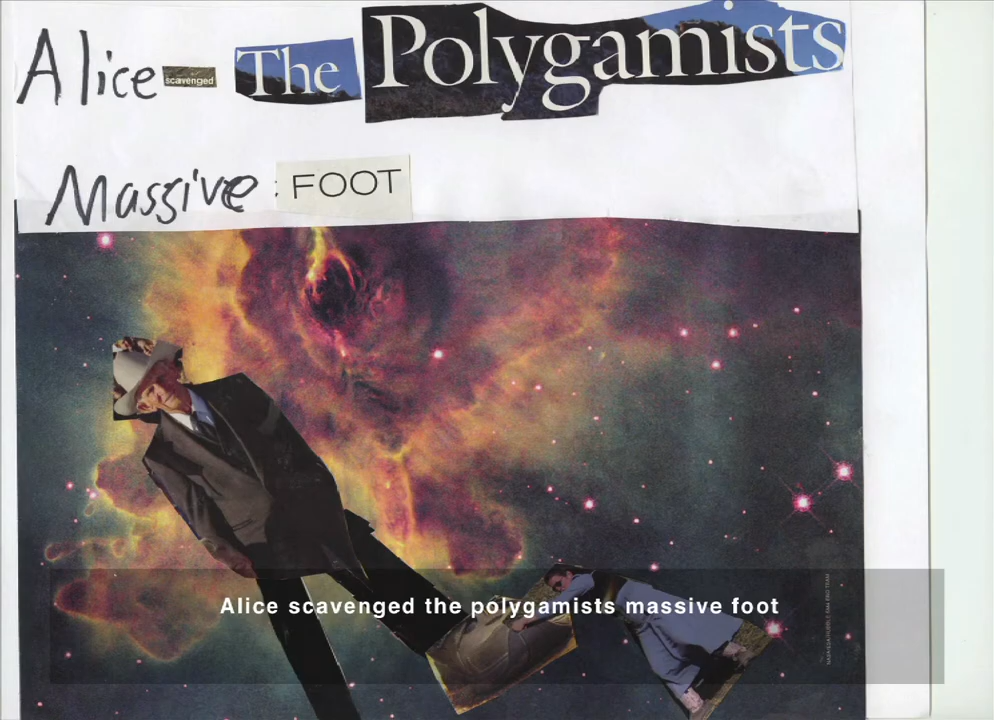 Alice scavenged The Polygamists
Massive FOOT
Alice scavenged the polygamists massive foot